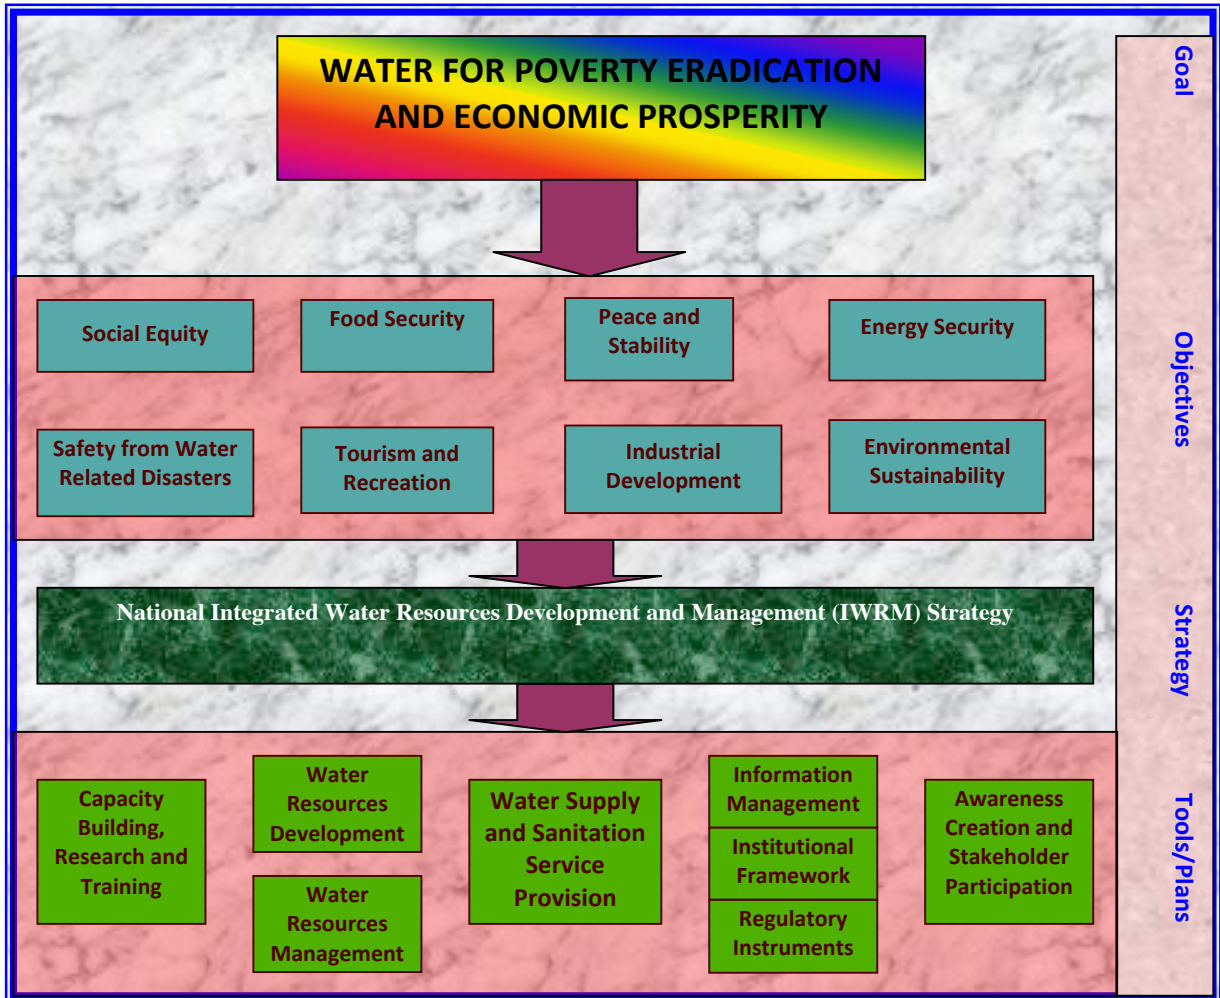 WATER FOR POVERTY ERADICATION
AND ECONOMIC PROSPERITY
Goal
Social Equity
Food Security
Peace and
Stability
Energy Security
Safety from Water
Related Disasters
Tourism and
Recreation
Industrial
Development
Environmental
Sustainability
Objectives
National Integrated Water Resources Development and Management (IWRM) Strategy
Strategy
Capacity
Building,
Research and
Training
Water
Resources
Development
Water
Resources
Management
Water Supply
and Sanitation
Service
Provision
Information
Management
Institutional
Framework
Regulatory
Instruments
Awareness
Creation and
Stakeholder
Participation
Tools/Plans